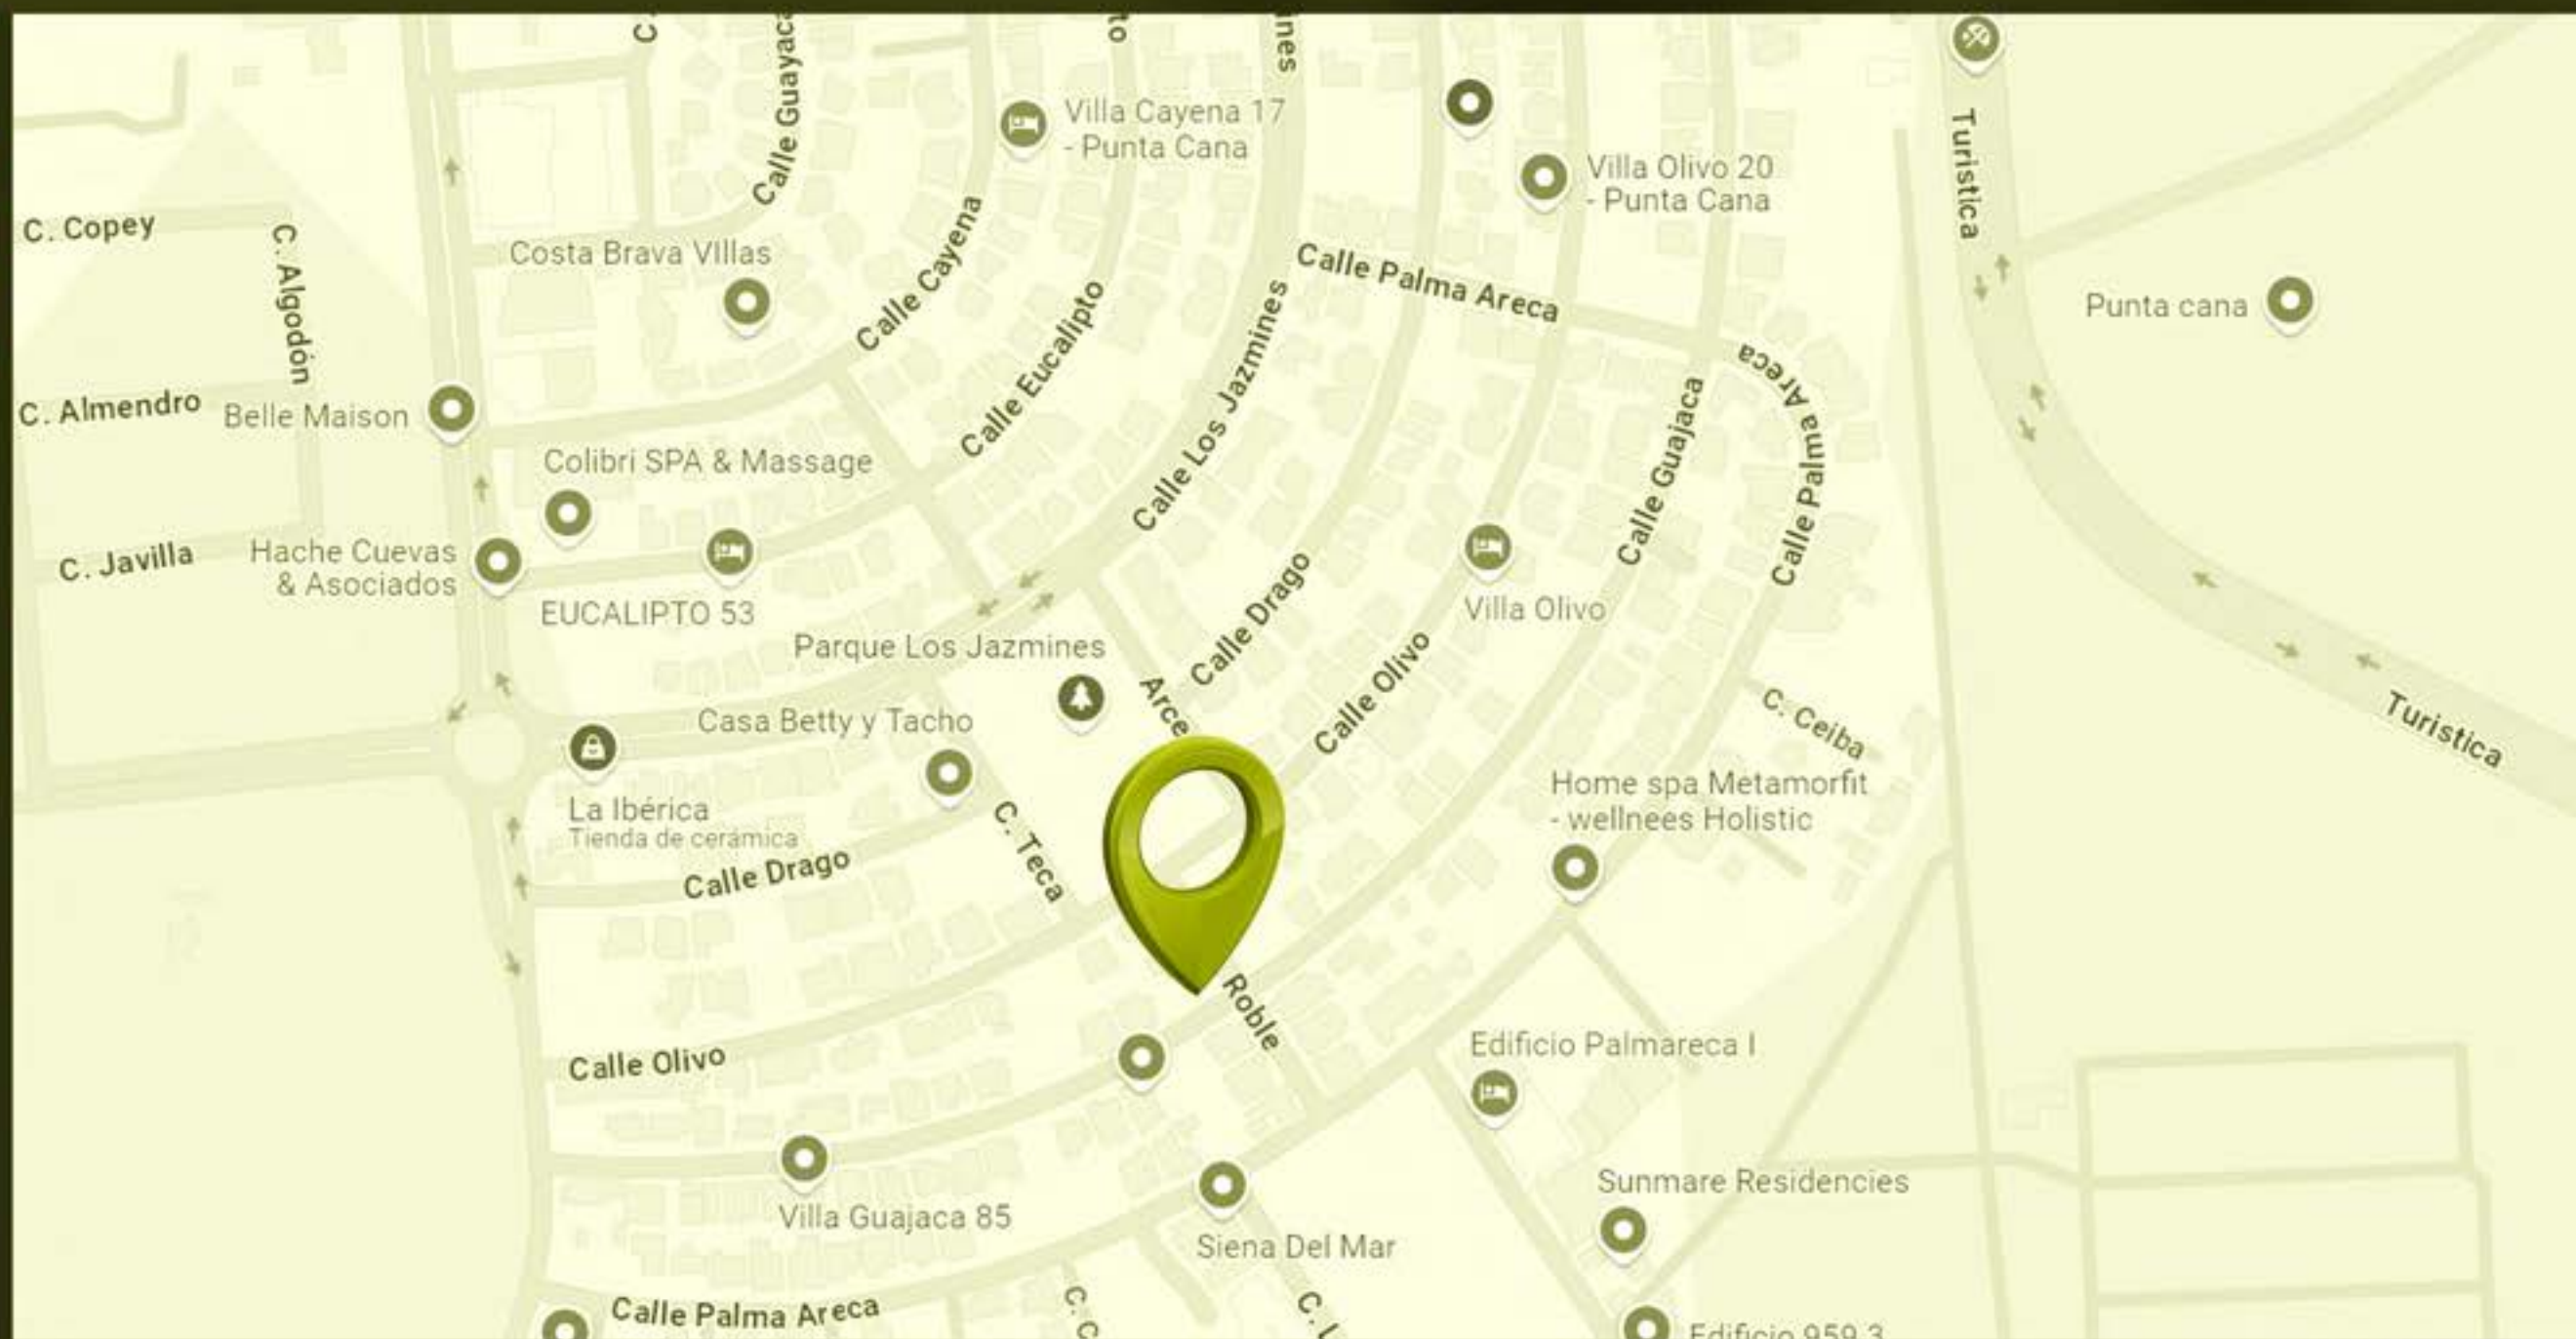 Calle Guayac
Villa Cayena 17
- Punta Cana
Villa Olivo 20
- Punta Cana
Turistica
C. Copey
C. Algodón
Costa Brava VIllas
Calle Cayena
Calle Eucalipto
Calle Los Jazmines
Calle Palma Areca
Punta cana
C. Almendro
Belle Maison
Calle Palma Areca
Calle Guajaca
Colibri SPA & Massage
C. Javilla
Hache Cuevas
& Asociados
EUCALIPTO 53
Calle Drago
Villa Olivo
Parque Los Jazmines
Arce
Calle Olivo
C. Ceiba
Turistica
Casa Betty y Tacho
La Ibérica
Tienda de cerámica
Calle Drago
C. Teca
Home spa Metamorfit
- wellnees Holistic
Roble
Calle Olivo
Edificio Palmareca I
Villa Guajaca 85
Siena Del Mar
Sunmare Residencies
Calle Palma Areca
Edificio 959 3